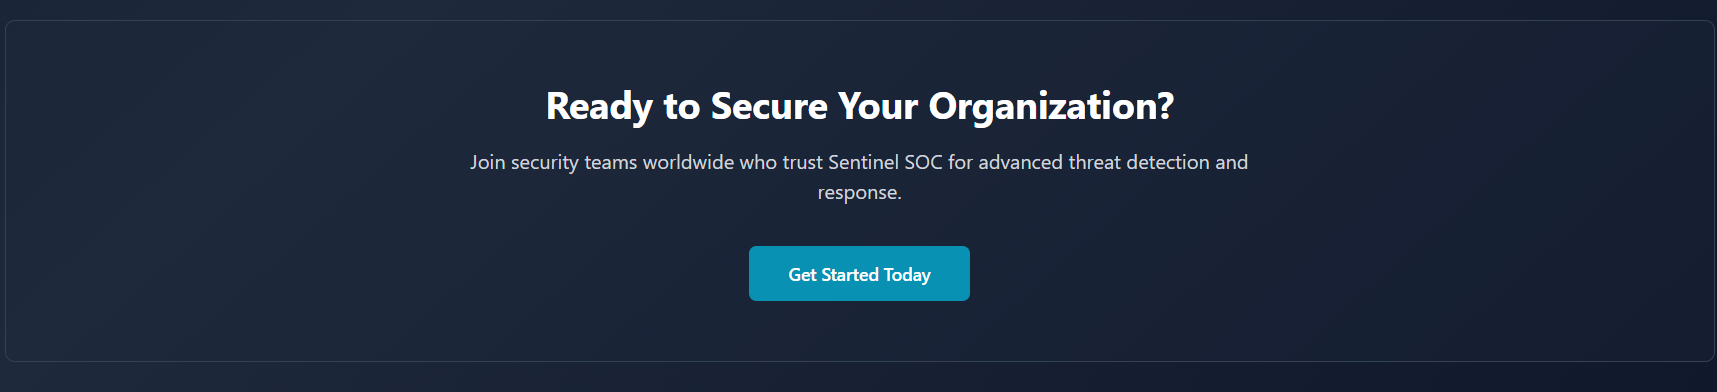 Ready to Secure Your Organization?
Join security teams worldwide who trust Sentinel SOC for advanced threat detection and
response.
Get Started Today